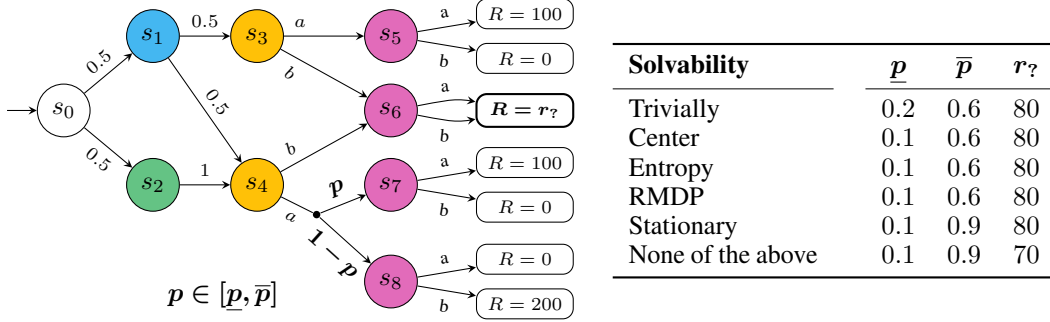 s₀
0.5
0.5
s₁
s₂
0.5
0.5
1
s₃
s₄
a
b
b
a
p
1 − p
s₅
s₆
s₇
s₈
a
R = 100
b
R = 0
a
R = r?
b
a
R = 100
b
R = 0
a
R = 0
b
R = 200
p ∈ [p̲, p̅]
Solvability p̲ p̅ r?
Trivially 0.2 0.6 80
Center 0.1 0.6 80
Entropy 0.1 0.6 80
RMDP 0.1 0.6 80
Stationary 0.1 0.9 80
None of the above 0.1 0.9 70